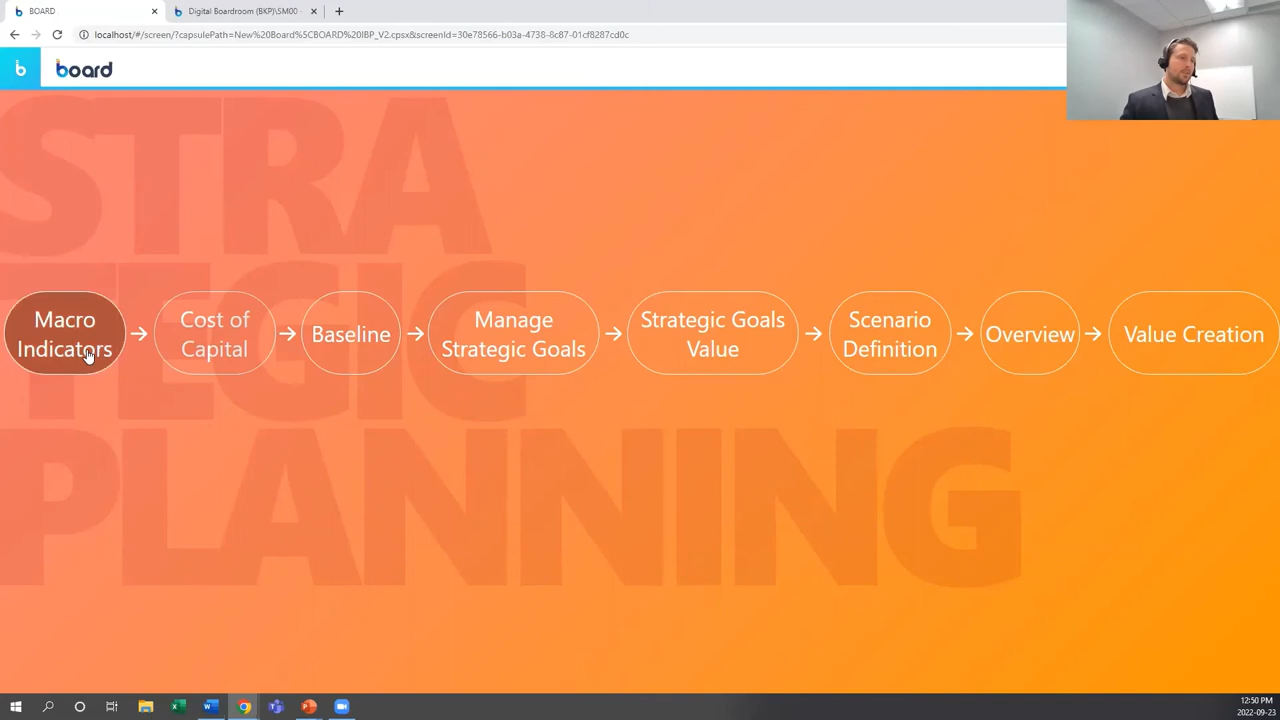 BOARD
Digital Boardroom (BKP)\SM00 -
localhost/#/screen/?capsulePath=New%20Board%5CBOARD%20IBP_V2.cpsx&screenId=30e78566-b03a-4738-8c87-01cf8287cd0c
b board
STRA
TEGIC
PLANNING
Macro
Indicators
Cost of
Capital
Baseline
Manage
Strategic Goals
Strategic Goals
Value
Scenario
Definition
Overview
Value Creation
12:50 PM
2022-09-23